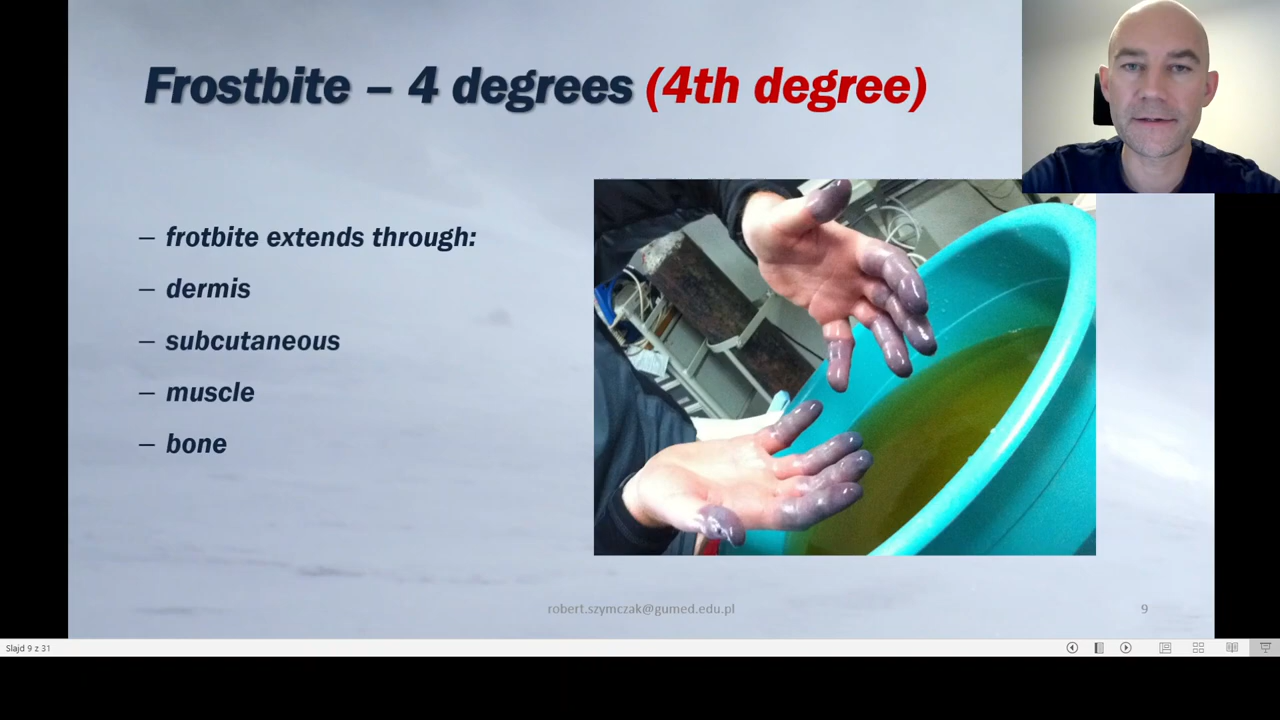 Frostbite – 4 degrees (4th degree)
– frotbite extends through:
– dermis
– subcutaneous
– muscle
– bone
robert.szymczak@gumed.edu.pl
9
Slajd 9 z 31